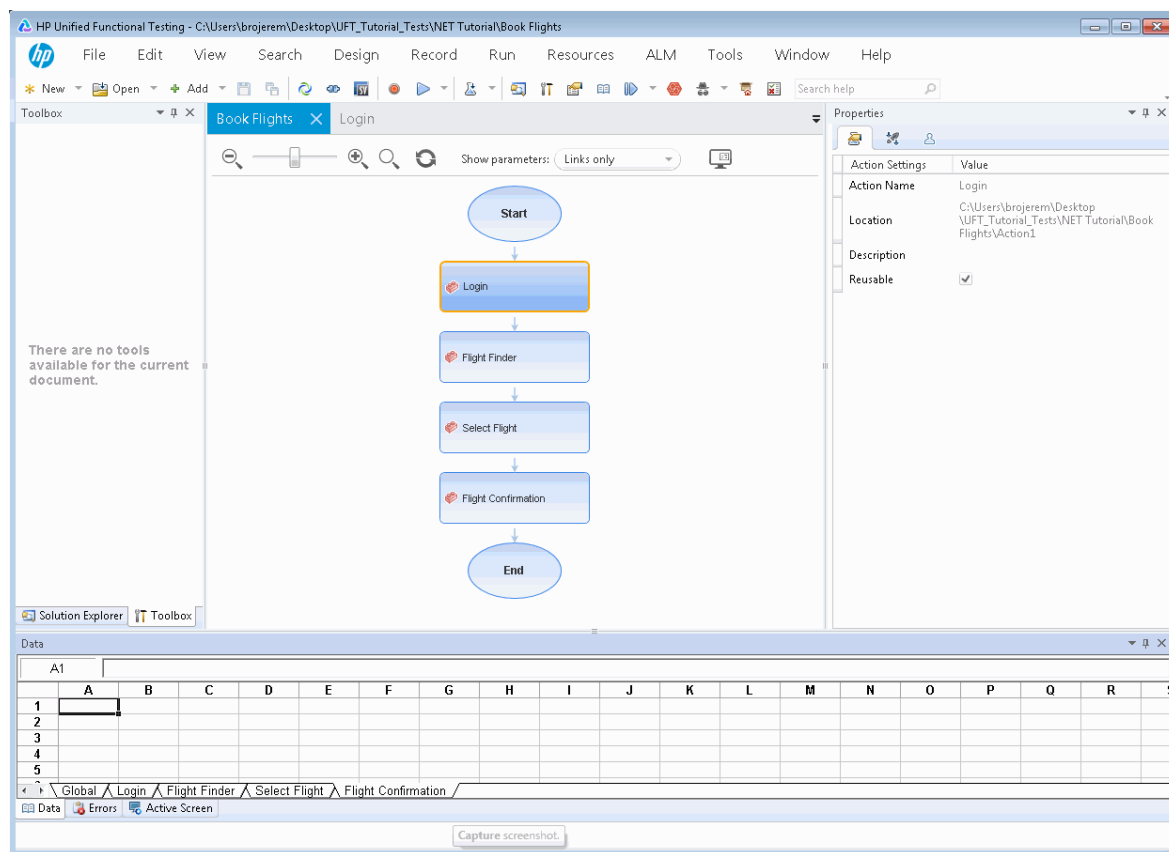 HP Unified Functional Testing - C:\Users\brojerem\Desktop\UFT_Tutorial_Tests\NET Tutorial\Book Flights
hp File Edit View Search Design Record Run Resources ALM Tools Window Help
New Open Add Search help
Toolbox
Book Flights Login
Properties
Show parameters: Links only
Action Settings Value
Action Name Login
Location C:\Users\brojerem\Desktop
\UFT_Tutorial_Tests\NET Tutorial\Book
Flights\Action1
Description
Reusable
Start
Login
Flight Finder
Select Flight
Flight Confirmation
End
There are no tools
available for the current
document.
Solution Explorer Toolbox
Data
A1
A B C D E F G H I J K L M N O P Q R
1
2
3
4
5
Global Login Flight Finder Select Flight Flight Confirmation
Data Errors Active Screen
Capture screenshot.